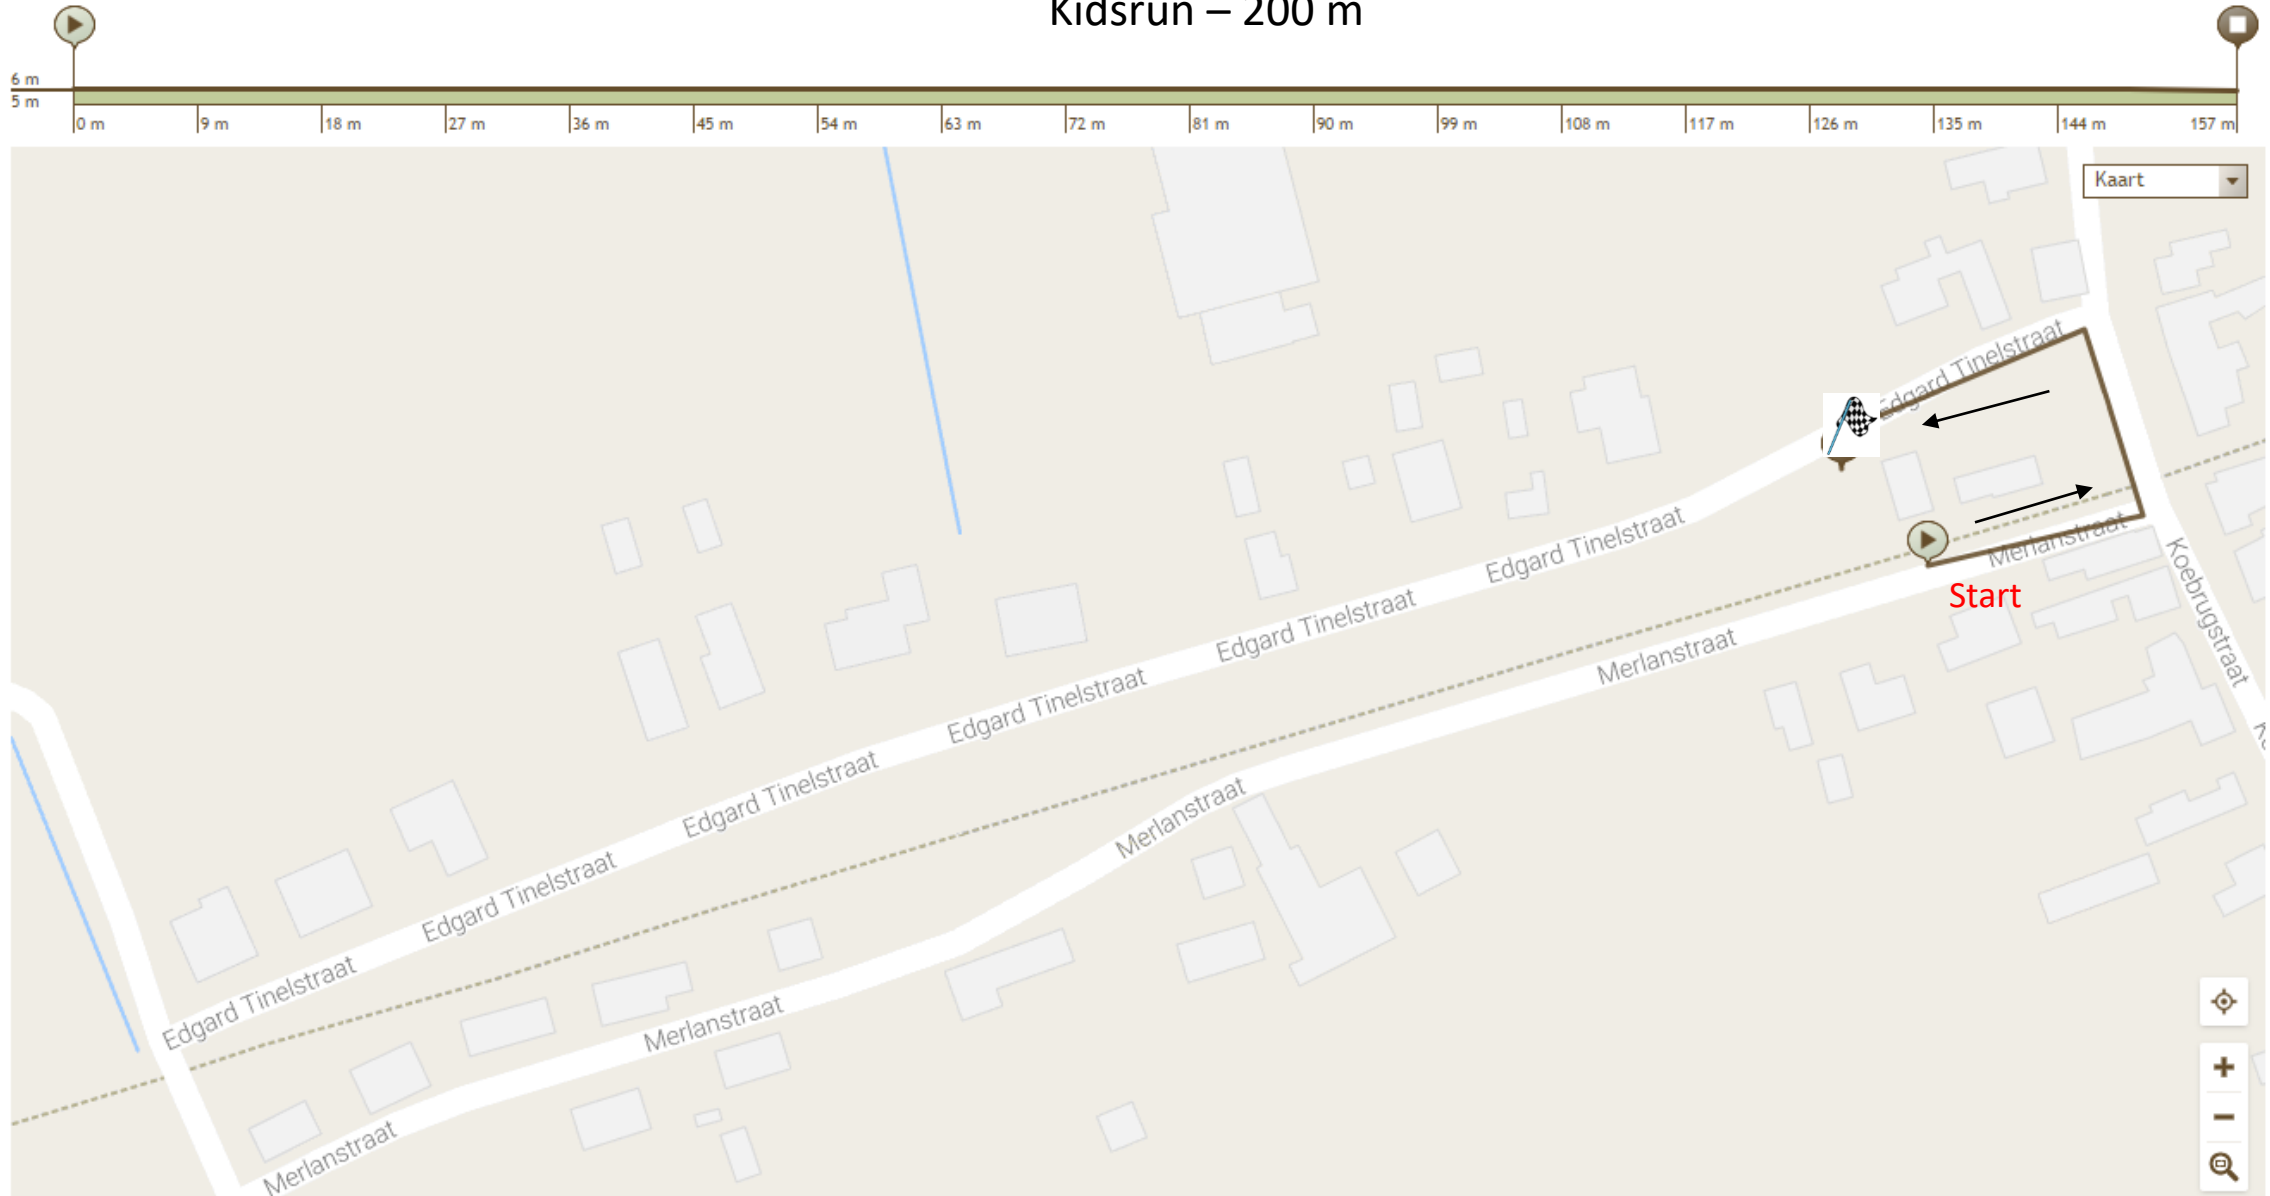 Kidsrun – 200 m
6 m
5 m
0 m
9 m
18 m
27 m
36 m
45 m
54 m
63 m
72 m
81 m
90 m
99 m
108 m
117 m
126 m
135 m
144 m
157 m
Kaart
Edgard Tinelstraat
Edgard Tinelstraat
Merlanstraat
Koebrugstraat
Start
Edgard Tinelstraat
Merlanstraat
Edgard Tinelstraat
Edgard Tinelstraat
Merlanstraat
Edgard Tinelstraat
Edgard Tinelstraat
Merlanstraat
Merlanstraat